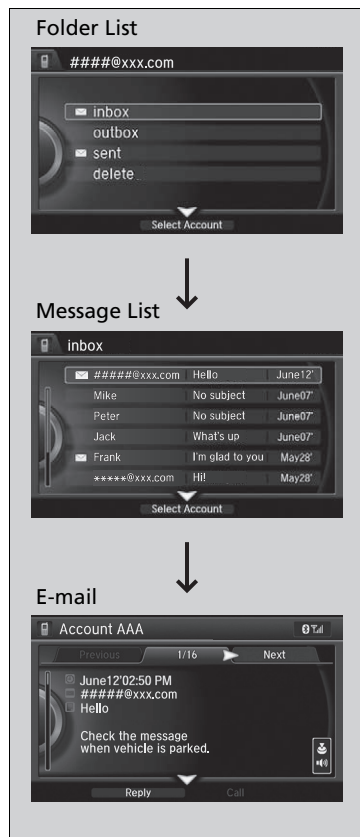 Folder List
####@xxx.com
inbox
outbox
sent
delete
Select Account
Message List
inbox
#####@xxx.com Hello June12'
Mike No subject June07'
Peter No subject June07'
Jack What's up June07'
Frank I'm glad to you May28'
*****@xxx.com Hi! May28'
Select Account
E-mail
Account AAA
Previous 1/16 Next
June12'02:50 PM
#####@xxx.com
Hello
Check the message
when vehicle is parked.
Reply Call